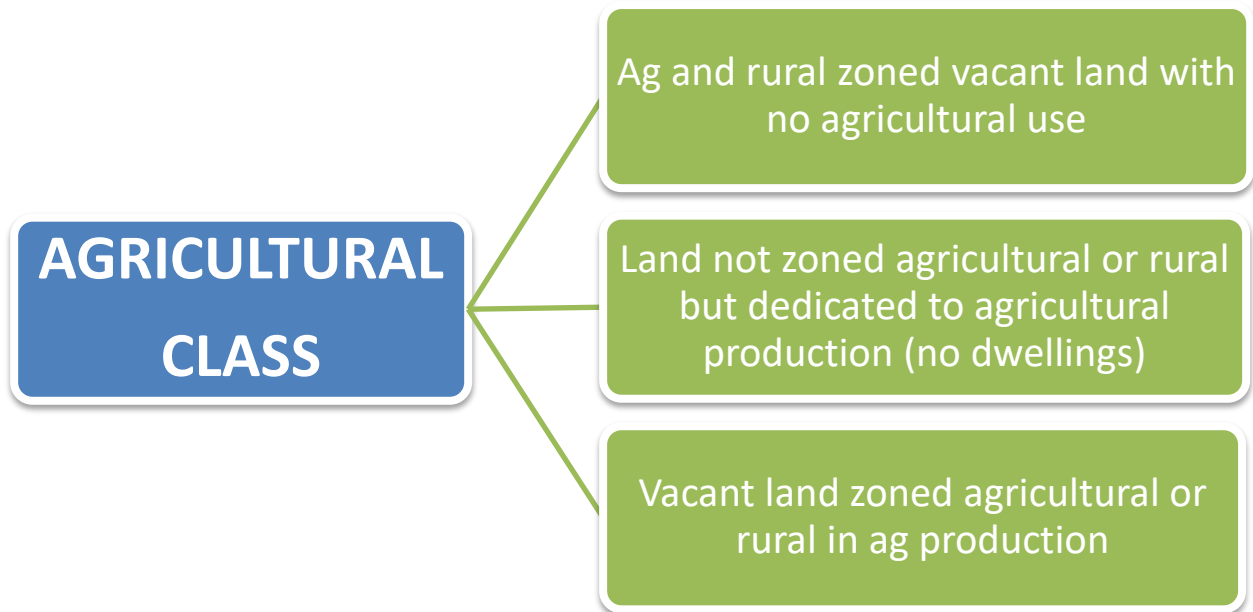 AGRICULTURAL
CLASS
Ag and rural zoned vacant land with
no agricultural use
Land not zoned agricultural or rural
but dedicated to agricultural
production (no dwellings)
Vacant land zoned agricultural or
rural in ag production